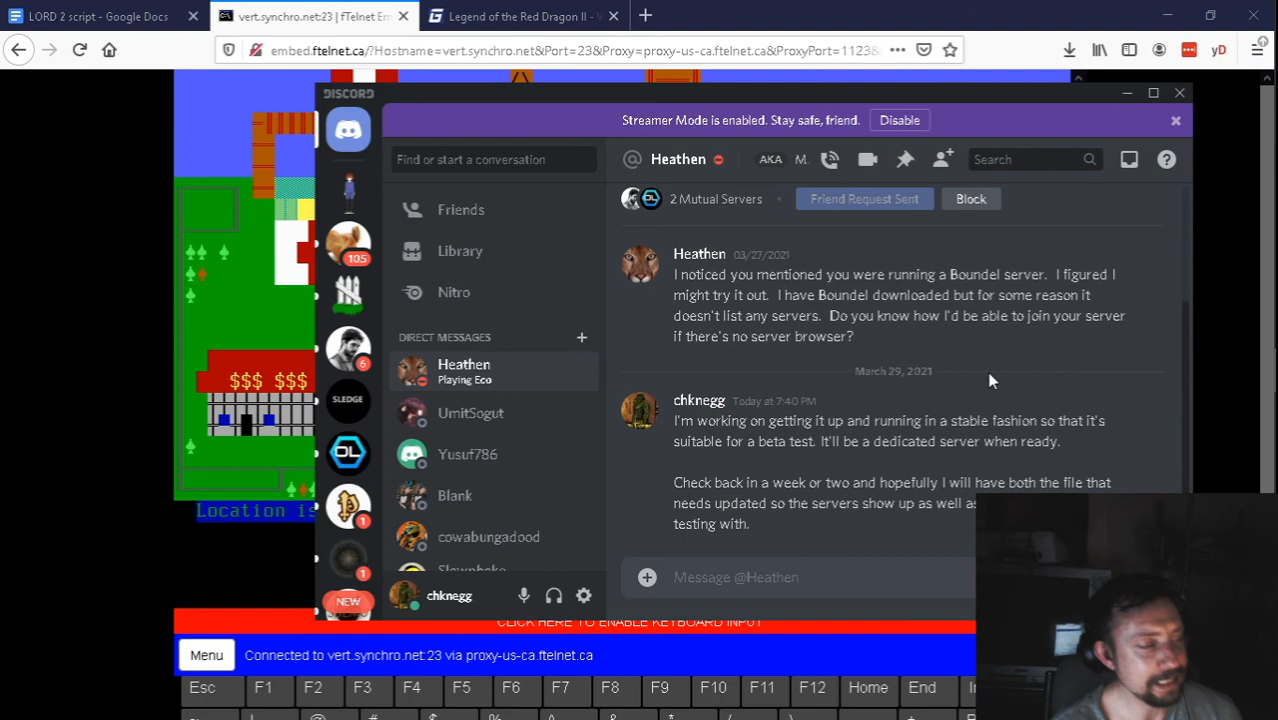 LORD 2 script - Google Docs
vert.synchro.net:23 | fTelnet Em
Legend of the Red Dragon II - 
embed.ftelnet.ca/?Hostname=vert.synchro.net&Port=23&Proxy=proxy-us-ca.ftelnet.ca&ProxyPort=1123&
yD
DISCORD
Streamer Mode is enabled. Stay safe, friend.
Disable
Find or start a conversation
@ Heathen
AKA M.
Search
2 Mutual Servers
Friend Request Sent
Block
Friends
Library
Nitro
DIRECT MESSAGES
Heathen
Playing Eco
UmitSogut
Yusuf786
Blank
cowabungadood
Slowpoke
105
6
SLEDGE
DL
1
1
NEW
chknegg
Heathen 03/27/2021
I noticed you mentioned you were running a Boundel server. I figured I
might try it out. I have Boundel downloaded but for some reason it
doesn't list any servers. Do you know how I'd be able to join your server
if there's no server browser?
March 29, 2021
chknegg Today at 7:40 PM
I'm working on getting it up and running in a stable fashion so that it's
suitable for a beta test. It'll be a dedicated server when ready.
Check back in a week or two and hopefully I will have both the file that
needs updated so the servers show up as well as
testing with.
Message @Heathen
$$$ $$$
Location is
CLICK HERE TO ENABLE KEYBOARD INPUT
Menu
Connected to vert.synchro.net:23 via proxy-us-ca.ftelnet.ca
Esc F1 F2 F3 F4 F5 F6 F7 F8 F9 F10 F11 F12 Home End In
~ ! @ # $ %